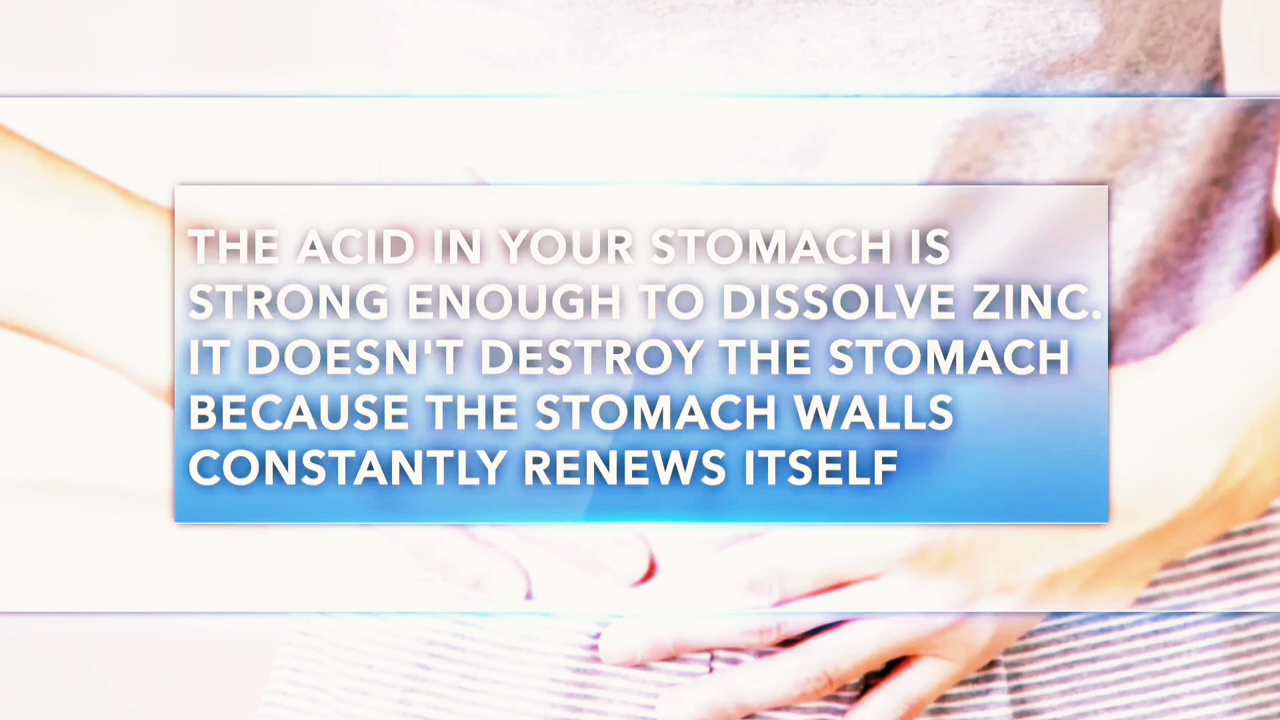 THE ACID IN YOUR STOMACH IS
STRONG ENOUGH TO DISSOLVE ZINC.
IT DOESN'T DESTROY THE STOMACH
BECAUSE THE STOMACH WALLS
CONSTANTLY RENEWS ITSELF